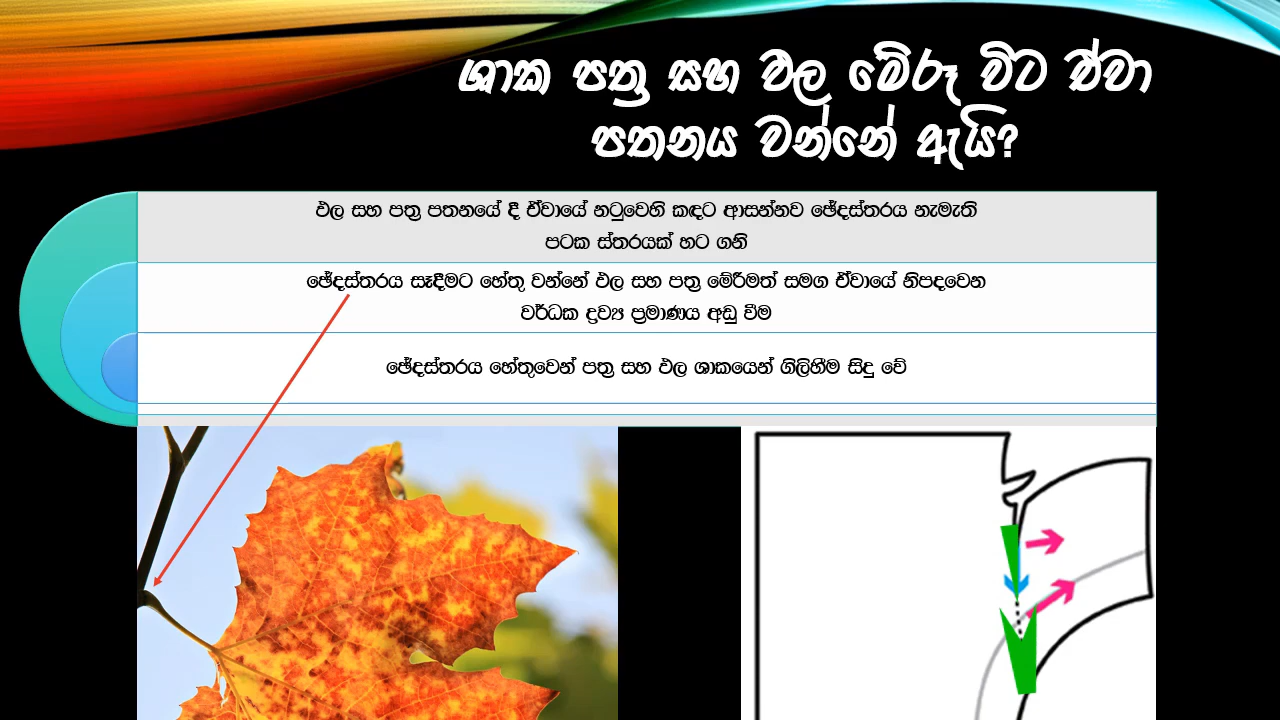 ශාක පත්‍ර සහ ඵල මේරූ විට ඒවා
පතනය වන්නේ ඇයි?
ඵල සහ පත්‍ර පතනයේ දී ඒවායේ නටුවෙහි කඳට ආසන්නව ඡේදස්තරය නැමැති
පටක ස්තරයක් හට ගනි
ඡේදස්තරය සෑදීමට හේතු වන්නේ ඵල සහ පත්‍ර මේරීමත් සමග ඒවායේ නිපදවෙන
වර්ධක ද්‍රව්‍ය ප්‍රමාණය අඩු වීම
ඡේදස්තරය හේතුවෙන් පත්‍ර සහ ඵල ශාකයෙන් ගිලිහීම සිදු වේ